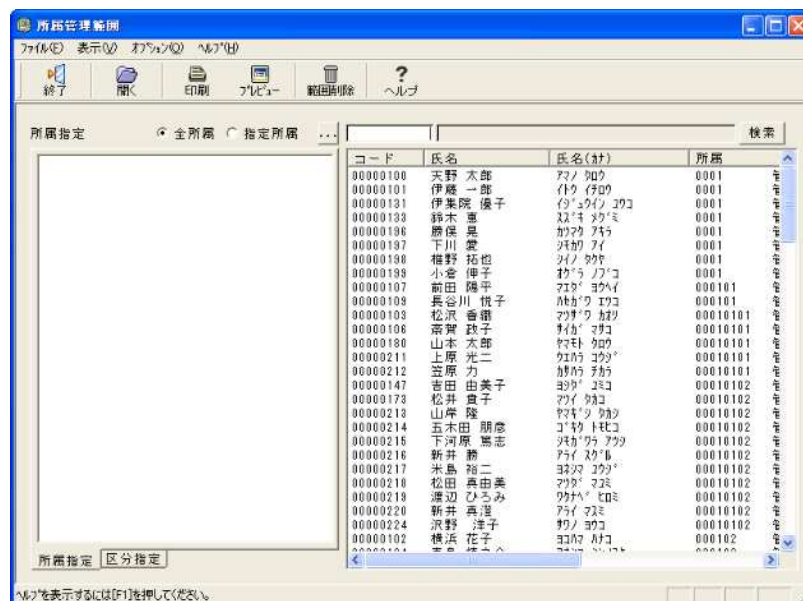 所属管理範囲
ファイル(F) 表示(V) オプション(O) ヘルプ(H)
終了 開く 印刷 プレビュー 範囲削除 ヘルプ
所属指定 全所属 指定所属 ... 検索
コード 氏名 氏名(カナ) 所属
00000100 天野 太郎 アマノ タロウ 0001
00000101 伊藤 一郎 イトウ イチロウ 0001
00000131 伊集院 優子 イジュウイン ユウコ 0001
00000133 鈴木 恵 スズキ メグミ 0001
00000196 勝俣 晃 カツマタ アキラ 0001
00000197 下川 愛 シモカワ アイ 0001
00000198 椎野 拓也 シイノ タクヤ 0001
00000199 小倉 伸子 オグラ ノブコ 0001
00000107 前田 陽平 マエダ ヨウヘイ 000101
00000109 長谷川 悦子 ハセガワ エツコ 000101
00000103 松沢 香織 マツザワ カオリ 00010101
00000106 斎賀 政子 サイガ マサコ 00010101
00000180 山本 太郎 ヤマモト タロウ 00010101
00000211 上原 光二 ウエハラ コウジ 00010101
00000212 笠原 力 カサハラ チカラ 00010101
00000147 吉田 由美子 ヨシダ ユミコ 00010102
00000173 松井 貴子 マツイ タカコ 00010102
00000213 山岸 隆 ヤマギシ タカシ 00010102
00000214 五木田 朋彦 ゴキタ トモヒコ 00010102
00000215 下河原 篤志 シモカワラ アツシ 00010102
00000216 新井 勝 アライ スグル 00010102
00000217 米島 裕二 ヨネシマ ユウジ 00010102
00000218 松田 真由美 マツダ マユミ 00010102
00000219 渡辺 ひろみ ワタナベ ヒロミ 00010102
00000220 新井 真澄 アライ マスミ 00010102
00000224 沢野 洋子 サワノ ヨウコ 00010102
00000102 横浜 花子 ヨコハマ ハナコ 000102
所属指定 区分指定
ヘルプを表示するには[F1]を押してください。